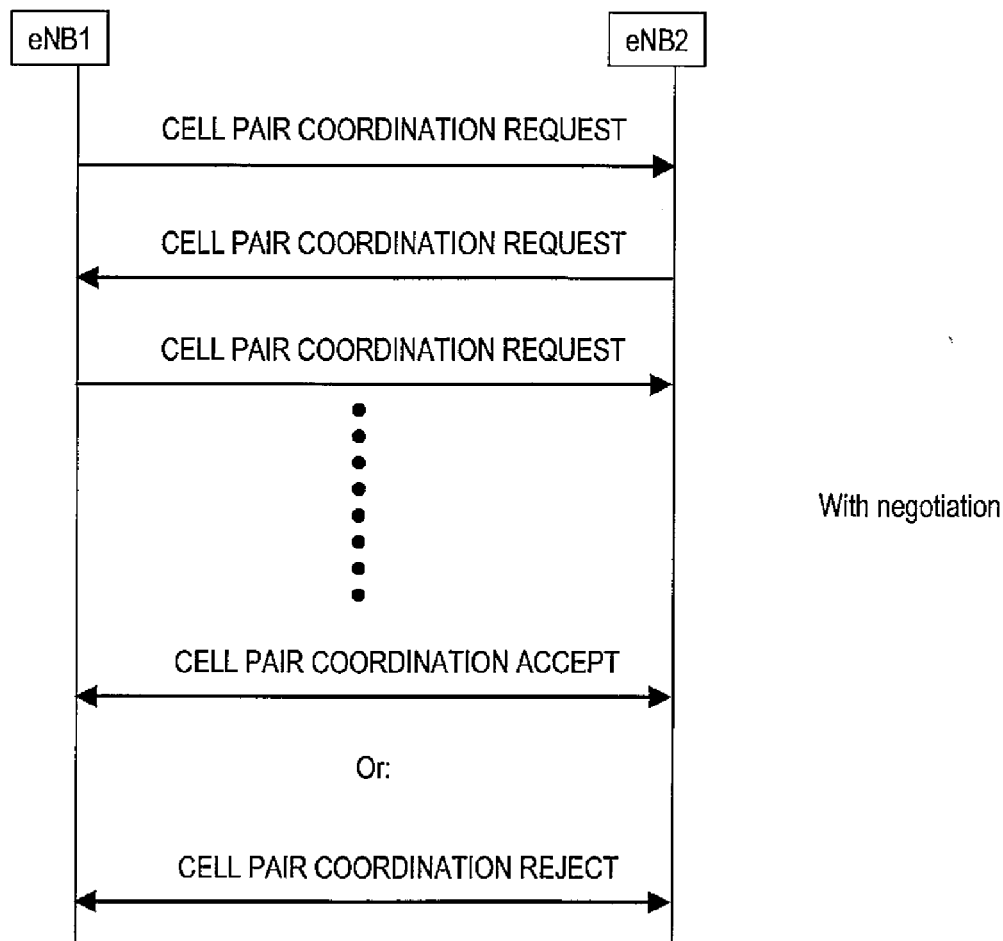 eNB1
eNB2
CELL PAIR COORDINATION REQUEST
CELL PAIR COORDINATION REQUEST
CELL PAIR COORDINATION REQUEST
With negotiation
CELL PAIR COORDINATION ACCEPT
Or:
CELL PAIR COORDINATION REJECT